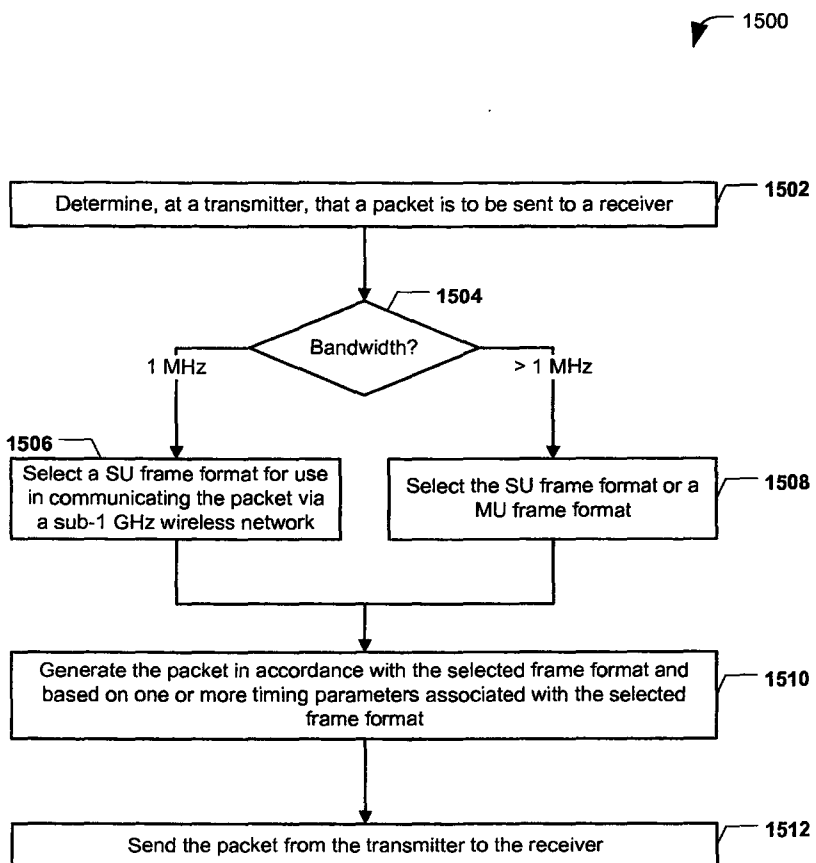 1500
1502
Determine, at a transmitter, that a packet is to be sent to a receiver
1504
Bandwidth?
1 MHz
> 1 MHz
1506
Select a SU frame format for use
in communicating the packet via
a sub-1 GHz wireless network
Select the SU frame format or a
MU frame format
1508
Generate the packet in accordance with the selected frame format and
based on one or more timing parameters associated with the selected
frame format
1510
Send the packet from the transmitter to the receiver
1512